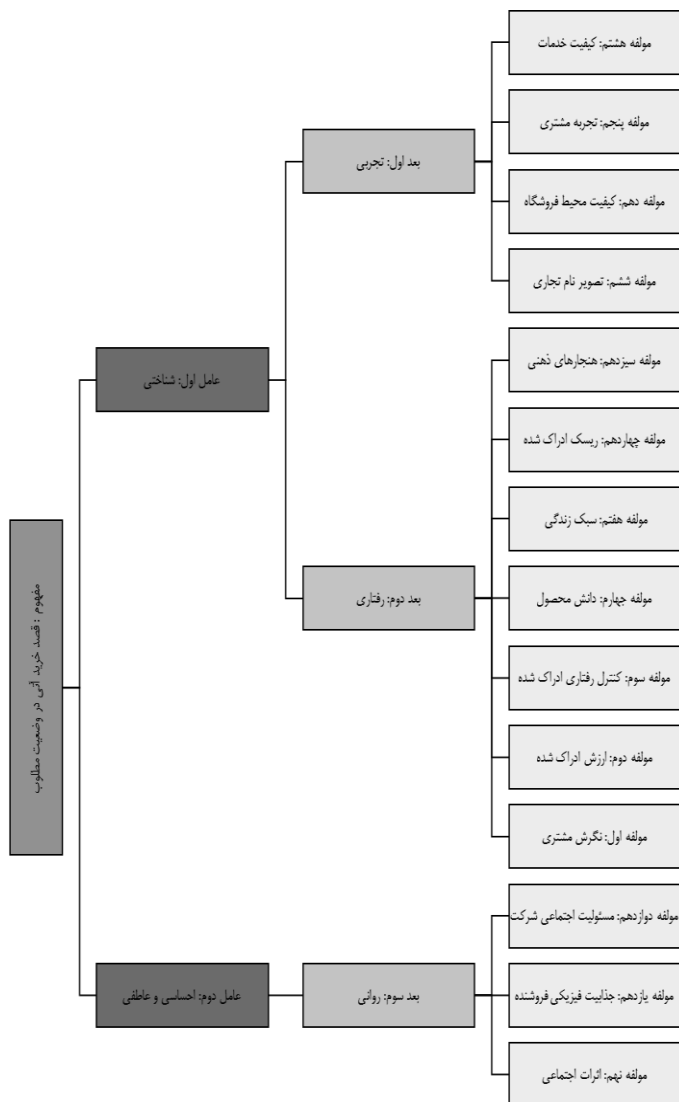 مفهوم : قصد خرید آنی در وضعیت مطلوب
عامل اول: شناختی
بعد اول: تجربی
مولفه هشتم: کیفیت خدمات
مولفه پنجم: تجربه مشتری
مولفه دهم: کیفیت محیط فروشگاه
مولفه ششم: تصویر نام تجاری
بعد دوم: رفتاری
مولفه سیزدهم: هنجارهای ذهنی
مولفه چهاردهم: ریسک ادراک شده
مولفه هفتم: سبک زندگی
مولفه چهارم: دانش محصول
مولفه سوم: کنترل رفتاری ادراک شده
مولفه دوم: ارزش ادراک شده
مولفه اول: نگرش مشتری
عامل دوم: احساسی و عاطفی
بعد سوم: روانی
مولفه دوازدهم: مسئولیت اجتماعی شرکت
مولفه یازدهم: جذابیت فیزیکی فروشنده
مولفه نهم: اثرات اجتماعی